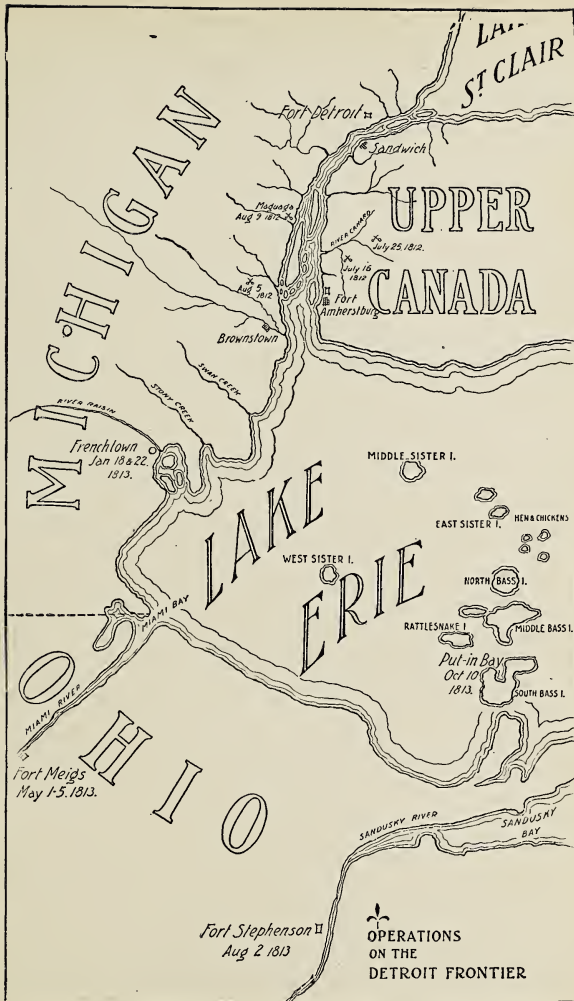 LAKE
ST CLAIR
MICHIGAN
Fort Detroit
Sandwich
UPPER
CANADA
Maguaga
Aug 9 1812
RIVER CANARD
July 25, 1812.
July 16
1812
Aug 5
1812
Fort
Amherstburg
Brownstown
SWAN CREEK
STONY CREEK
RIVER RAISIN
Frenchtown
Jan 18 & 22.
1813.
MIDDLE SISTER I.
EAST SISTER I.
HEN & CHICKENS
LAKE
ERIE
WEST SISTER I.
NORTH BASS I.
RATTLESNAKE I
MIDDLE BASS I.
Put-in Bay
Oct 10
1813.
SOUTH BASS I.
MIAMI BAY
MIAMI RIVER
OHIO
Fort Meigs
May 1-5. 1813.
SANDUSKY RIVER
SANDUSKY
BAY
Fort Stephenson
Aug 2 1813
OPERATIONS
ON THE
DETROIT FRONTIER